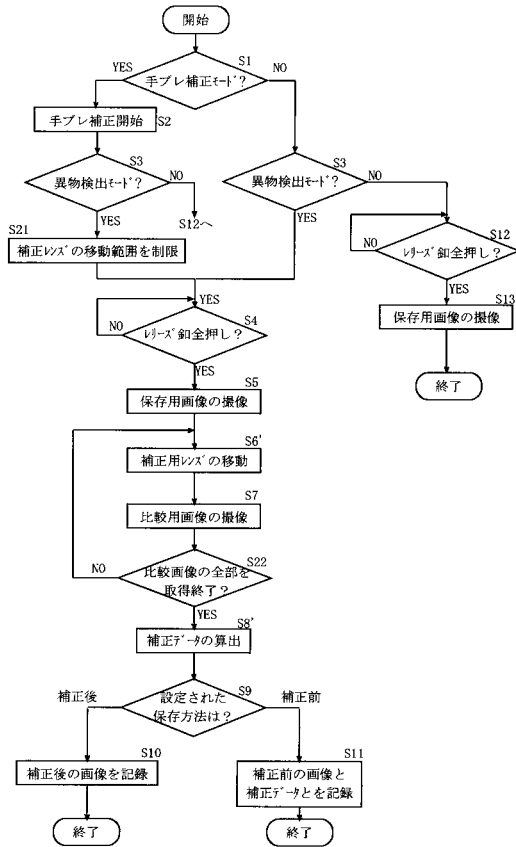 開始
S1
YES
NO
手ブレ補正ﾓｰﾄﾞ?
手ブレ補正開始
S2
S3
異物検出ﾓｰﾄﾞ?
NO
S12へ
YES
S3
異物検出ﾓｰﾄﾞ?
NO
YES
S21
補正ﾚﾝｽﾞの移動範囲を制限
S12
ﾚﾘｰｽﾞ釦全押し?
NO
YES
S13
保存用画像の撮像
終了
YES
S4
NO
ﾚﾘｰｽﾞ釦全押し?
YES
S5
保存用画像の撮像
S6'
補正用ﾚﾝｽﾞの移動
S7
比較用画像の撮像
S22
NO
比較画像の全部を
取得終了?
YES
S8'
補正ﾃﾞｰﾀの算出
S9
補正後
設定された
保存方法は?
補正前
S10
補正後の画像を記録
終了
S11
補正前の画像と
補正ﾃﾞｰﾀとを記録
終了